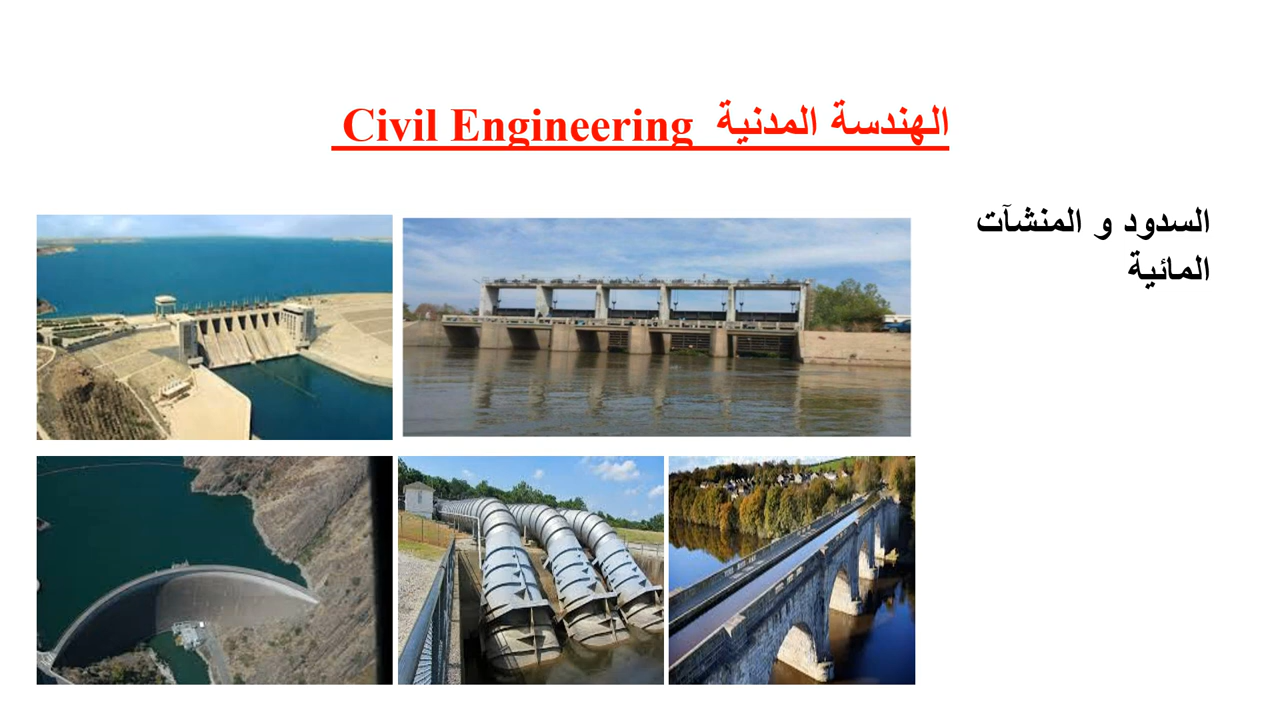 الهندسة المدنية Civil Engineering
السدود و المنشآت
المائية